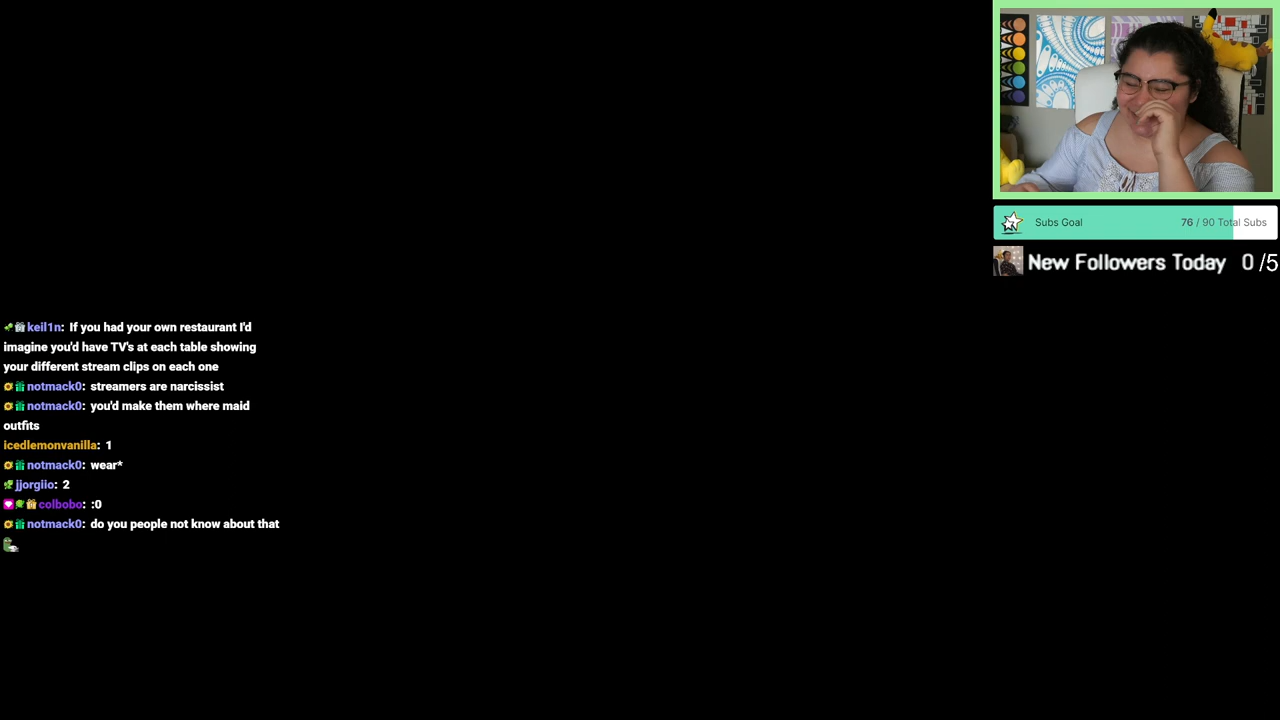 Subs Goal 76 / 90 Total Subs
New Followers Today 0 /5
keil1n: If you had your own restaurant I'd
imagine you'd have TV's at each table showing
your different stream clips on each one
notmack0: streamers are narcissist
notmack0: you'd make them where maid
outfits
icedlemonvanilla: 1
notmack0: wear*
jjorgiio: 2
colbobo: :0
notmack0: do you people not know about that